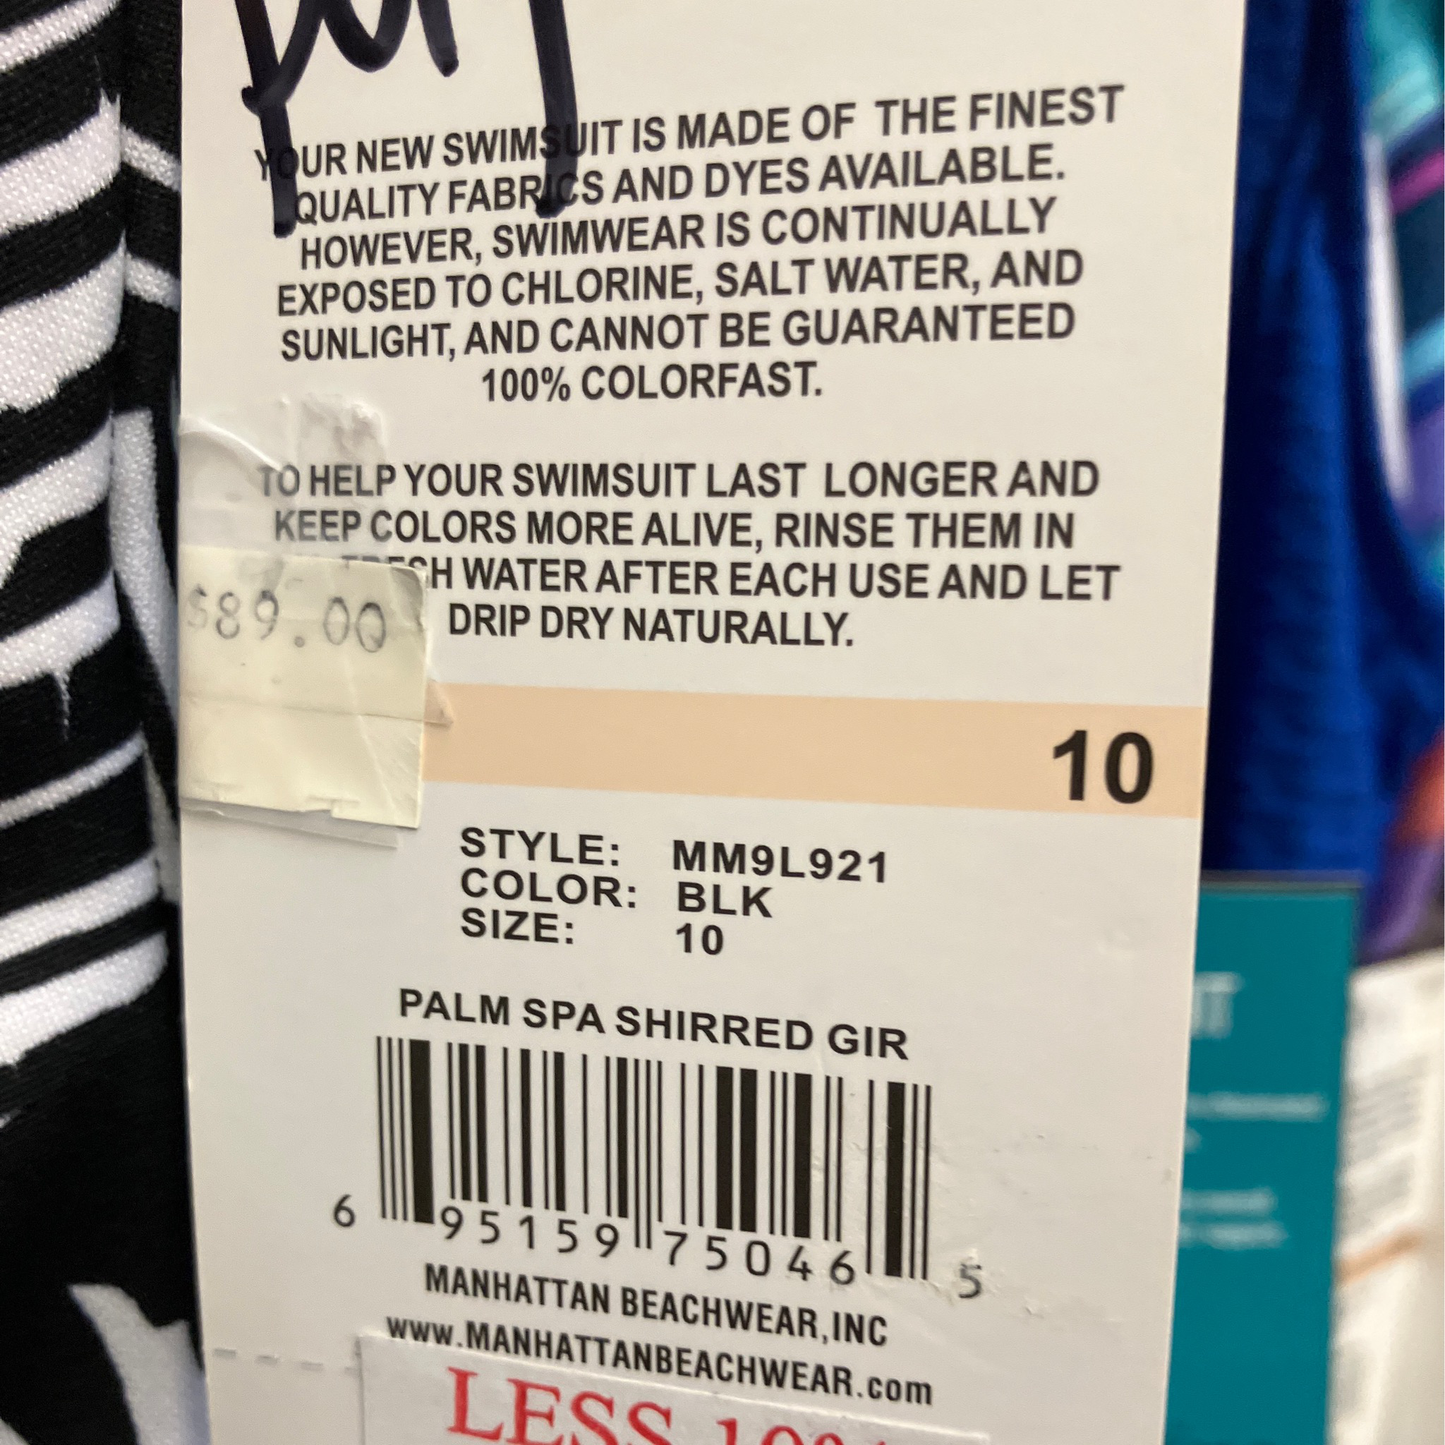 YOUR NEW SWIMSUIT IS MADE OF THE FINEST
QUALITY FABRICS AND DYES AVAILABLE.
HOWEVER, SWIMWEAR IS CONTINUALLY
EXPOSED TO CHLORINE, SALT WATER, AND
SUNLIGHT, AND CANNOT BE GUARANTEED
100% COLORFAST.
TO HELP YOUR SWIMSUIT LAST LONGER AND
KEEP COLORS MORE ALIVE, RINSE THEM IN
WATER AFTER EACH USE AND LET
DRIP DRY NATURALLY.
$89.00
10
STYLE: MM9L921
COLOR: BLK
SIZE: 10
PALM SPA SHIRRED GIR
6 95159 75046 5
MANHATTAN BEACHWEAR,INC
www.MANHATTANBEACHWEAR.com
LESS